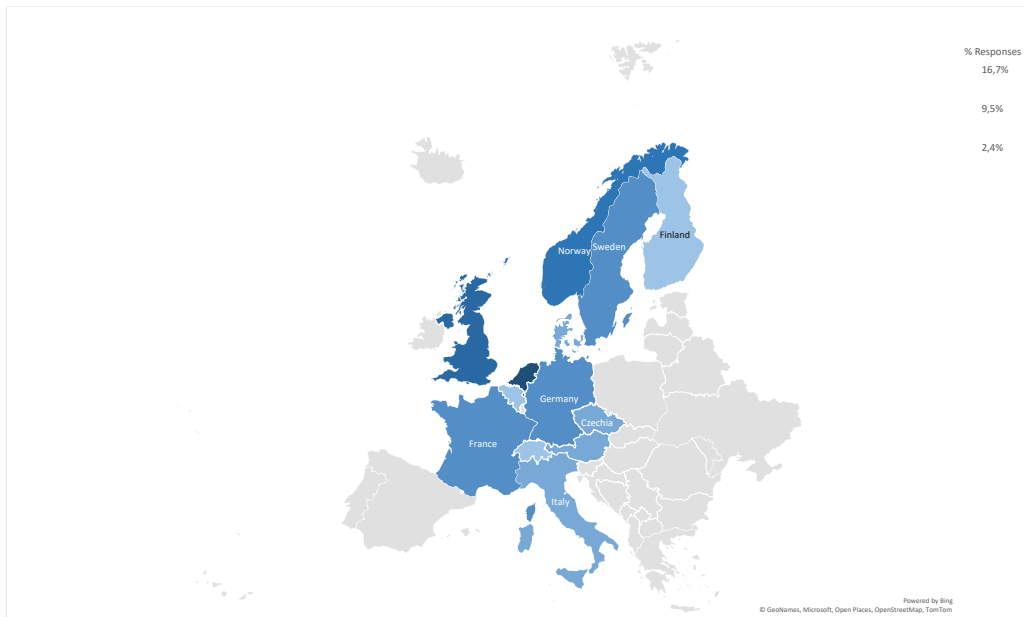 % Responses
16,7%
9,5%
2,4%
Norway
Sweden
Finland
Germany
Czechia
France
Italy
Powered by Bing
© GeoNames, Microsoft, Open Places, OpenStreetMap, TomTom